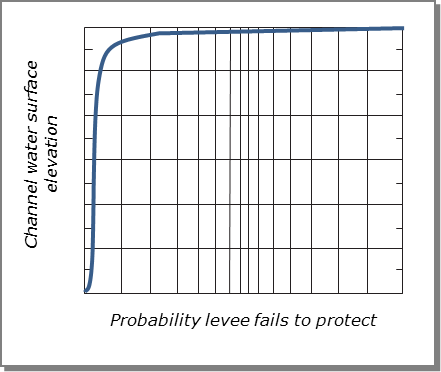 Channel water surface
elevation
Probability levee fails to protect